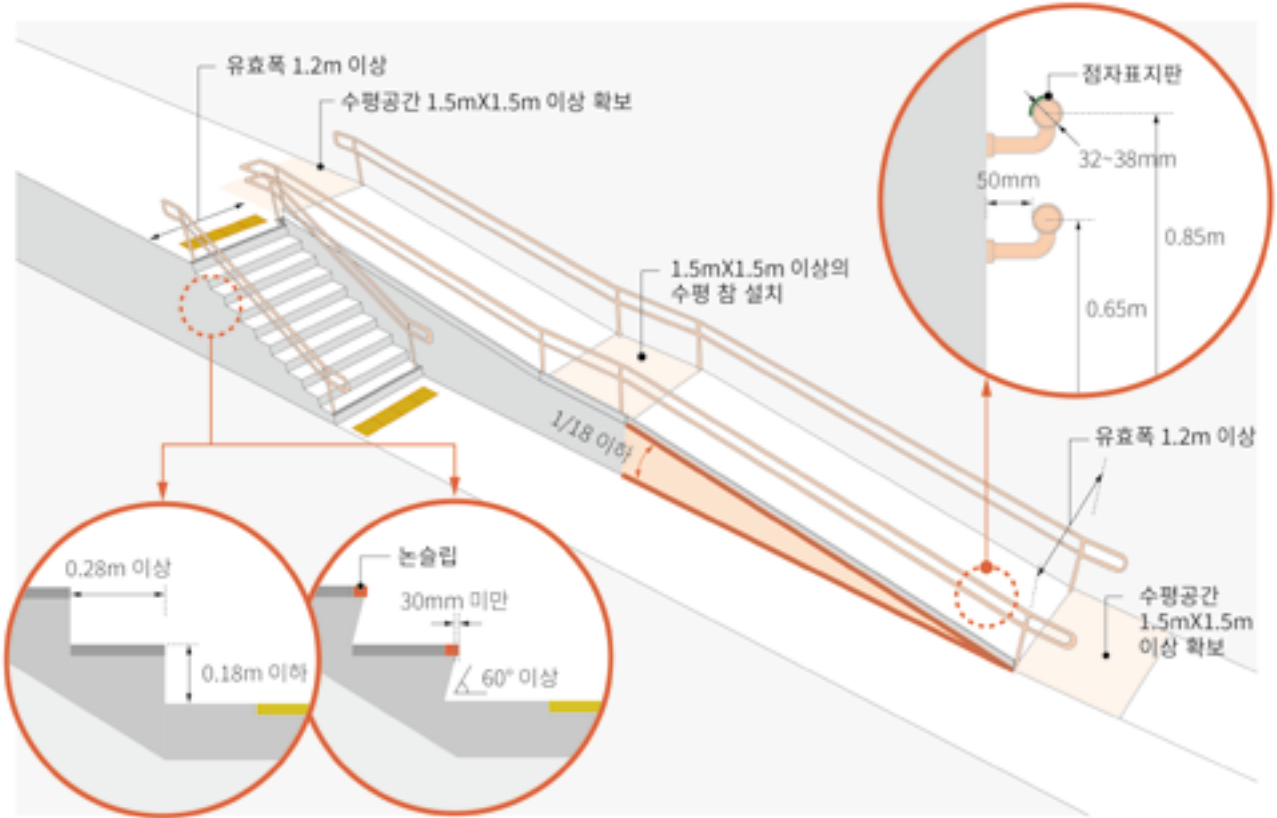 유효폭 1.2m 이상
수평공간 1.5mX1.5m 이상 확보
점자표지판
32~38mm
50mm
0.85m
0.65m
1.5mX1.5m 이상의
수평 참 설치
1/18 이하
유효폭 1.2m 이상
수평공간
1.5mX1.5m
이상 확보
0.28m 이상
0.18m 이하
논슬립
30mm 미만
60° 이상